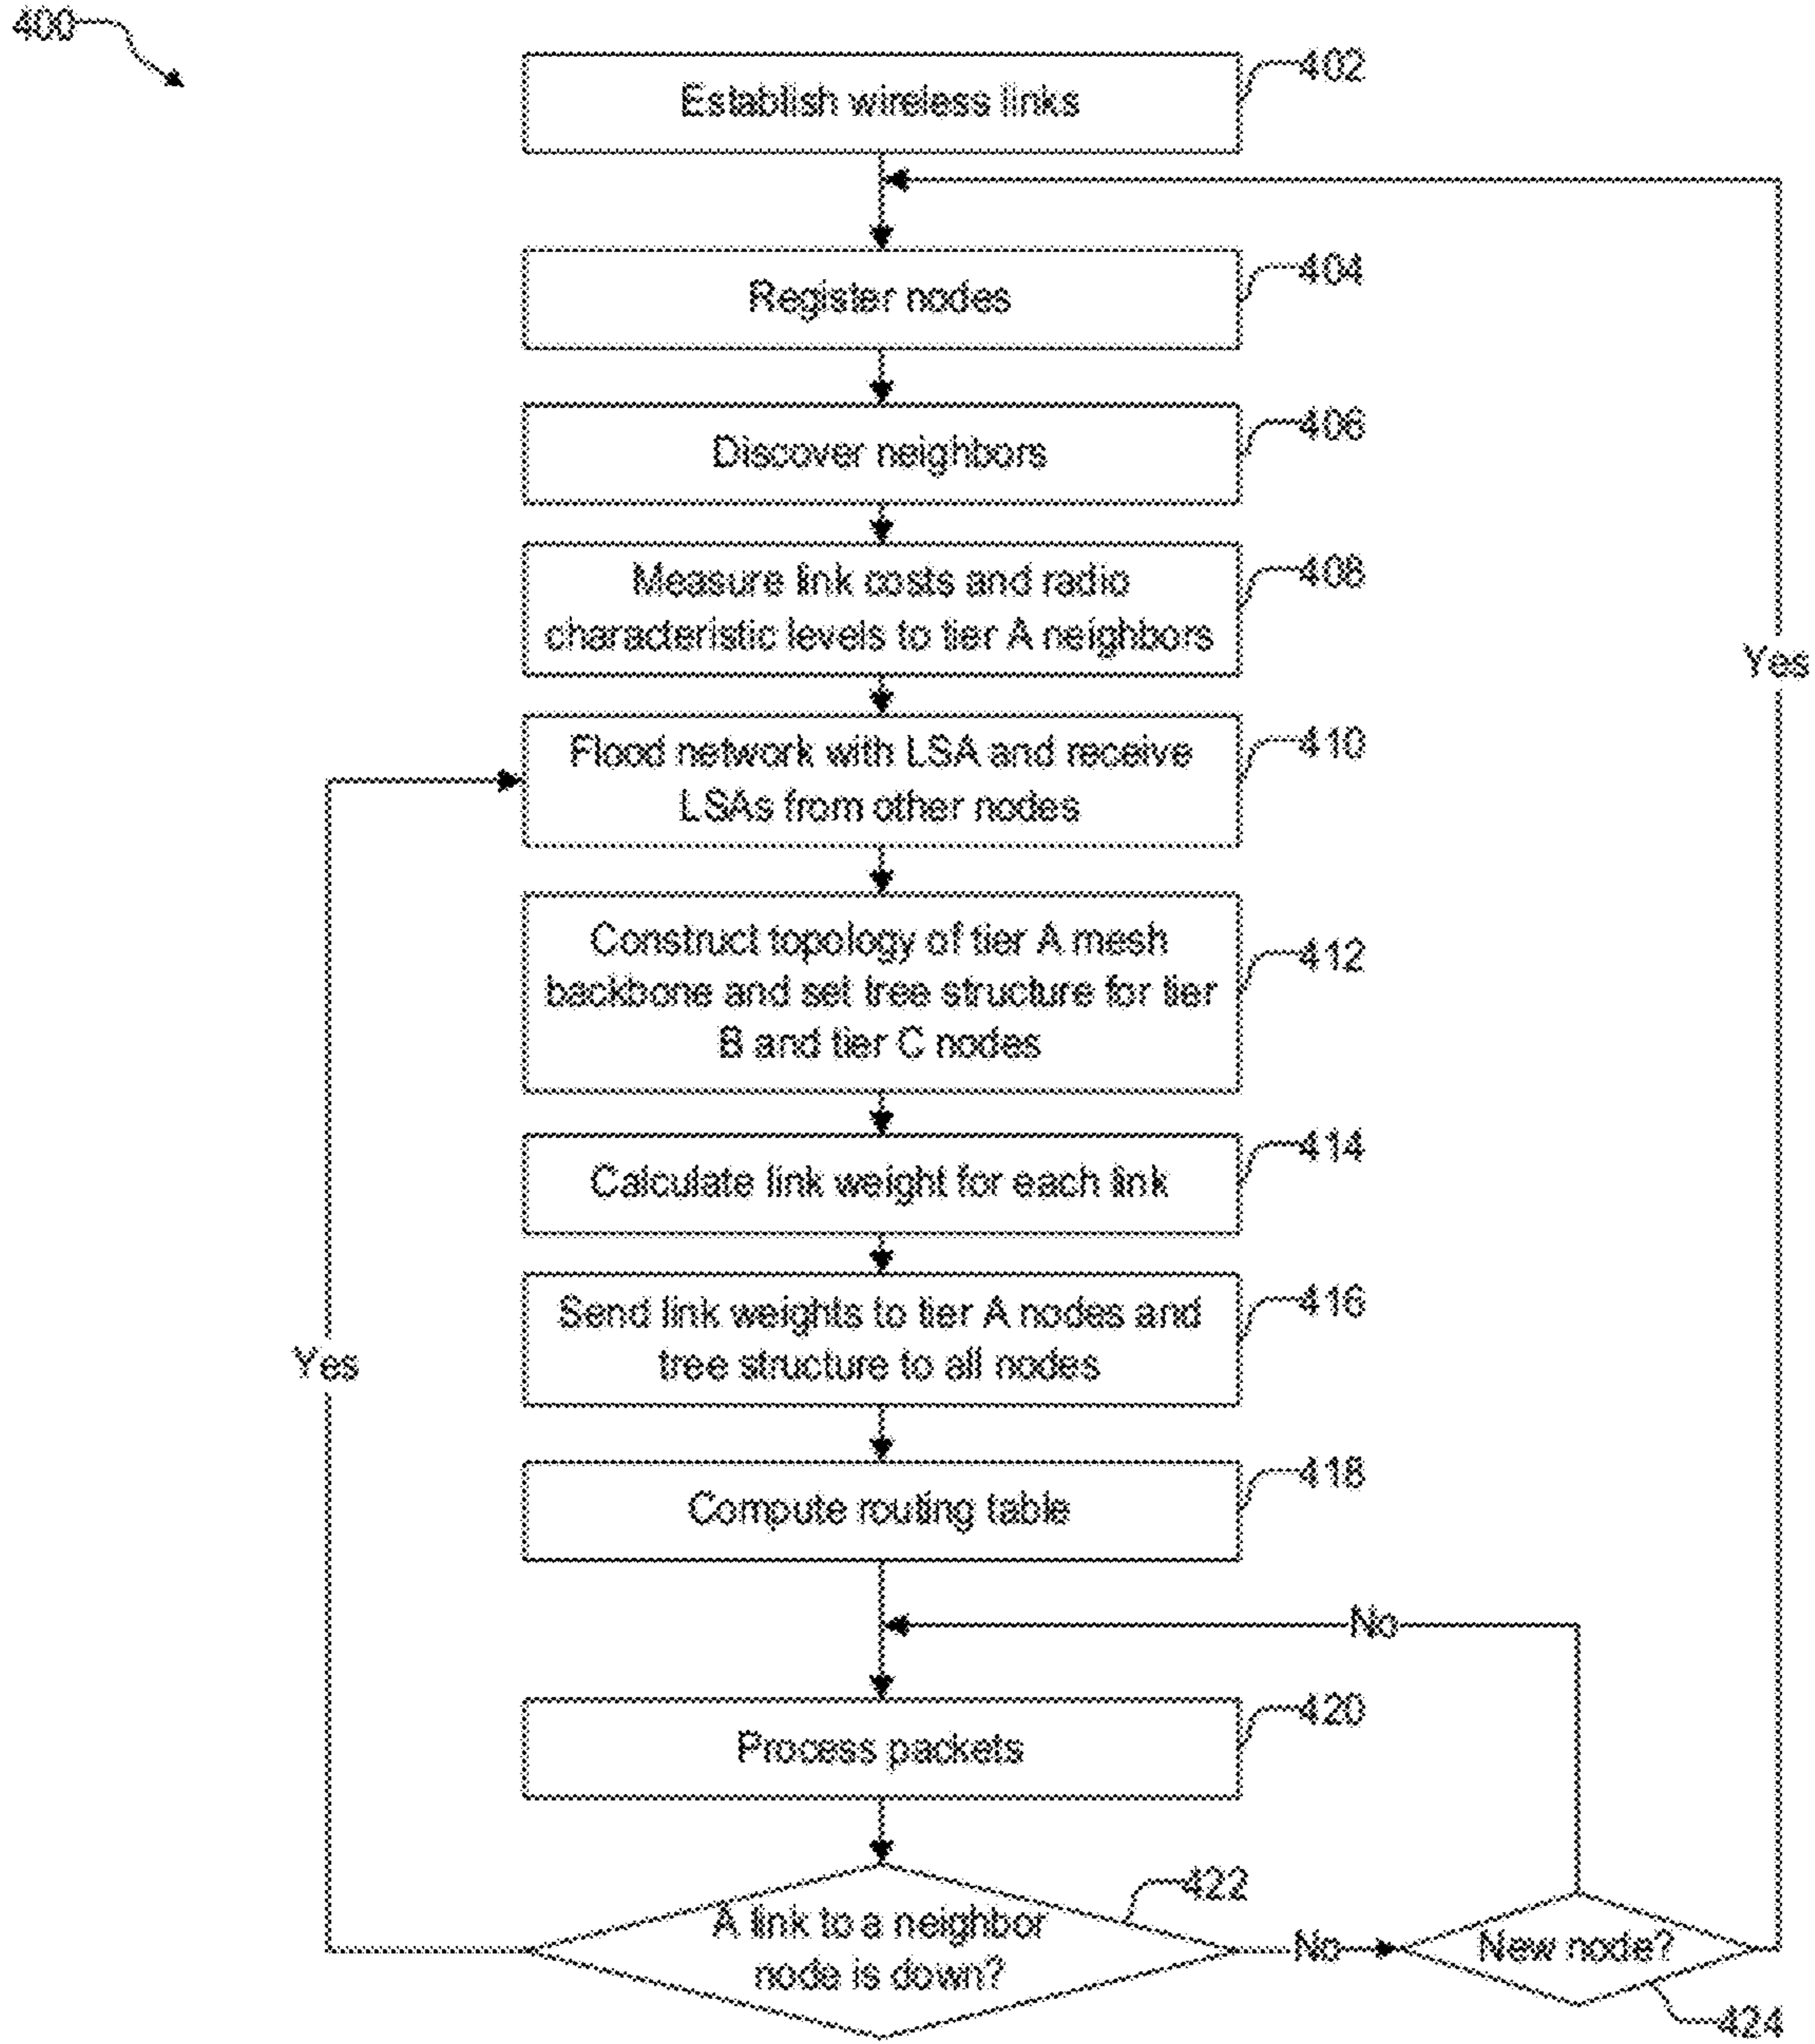 400
Establish wireless links
402
Register nodes
404
Discover neighbors
406
Measure link costs and radio
characteristic levels to tier A neighbors
408
Yes
Flood network with LSA and receive
LSAs from other nodes
410
Construct topology of tier A mesh
backbone and set tree structure for tier
B and tier C nodes
412
Calculate link weight for each link
414
Send link weights to tier A nodes and
tree structure to all nodes
416
Yes
Compute routing table
418
No
Process packets
420
A link to a neighbor
node is down?
422
No
New node?
424